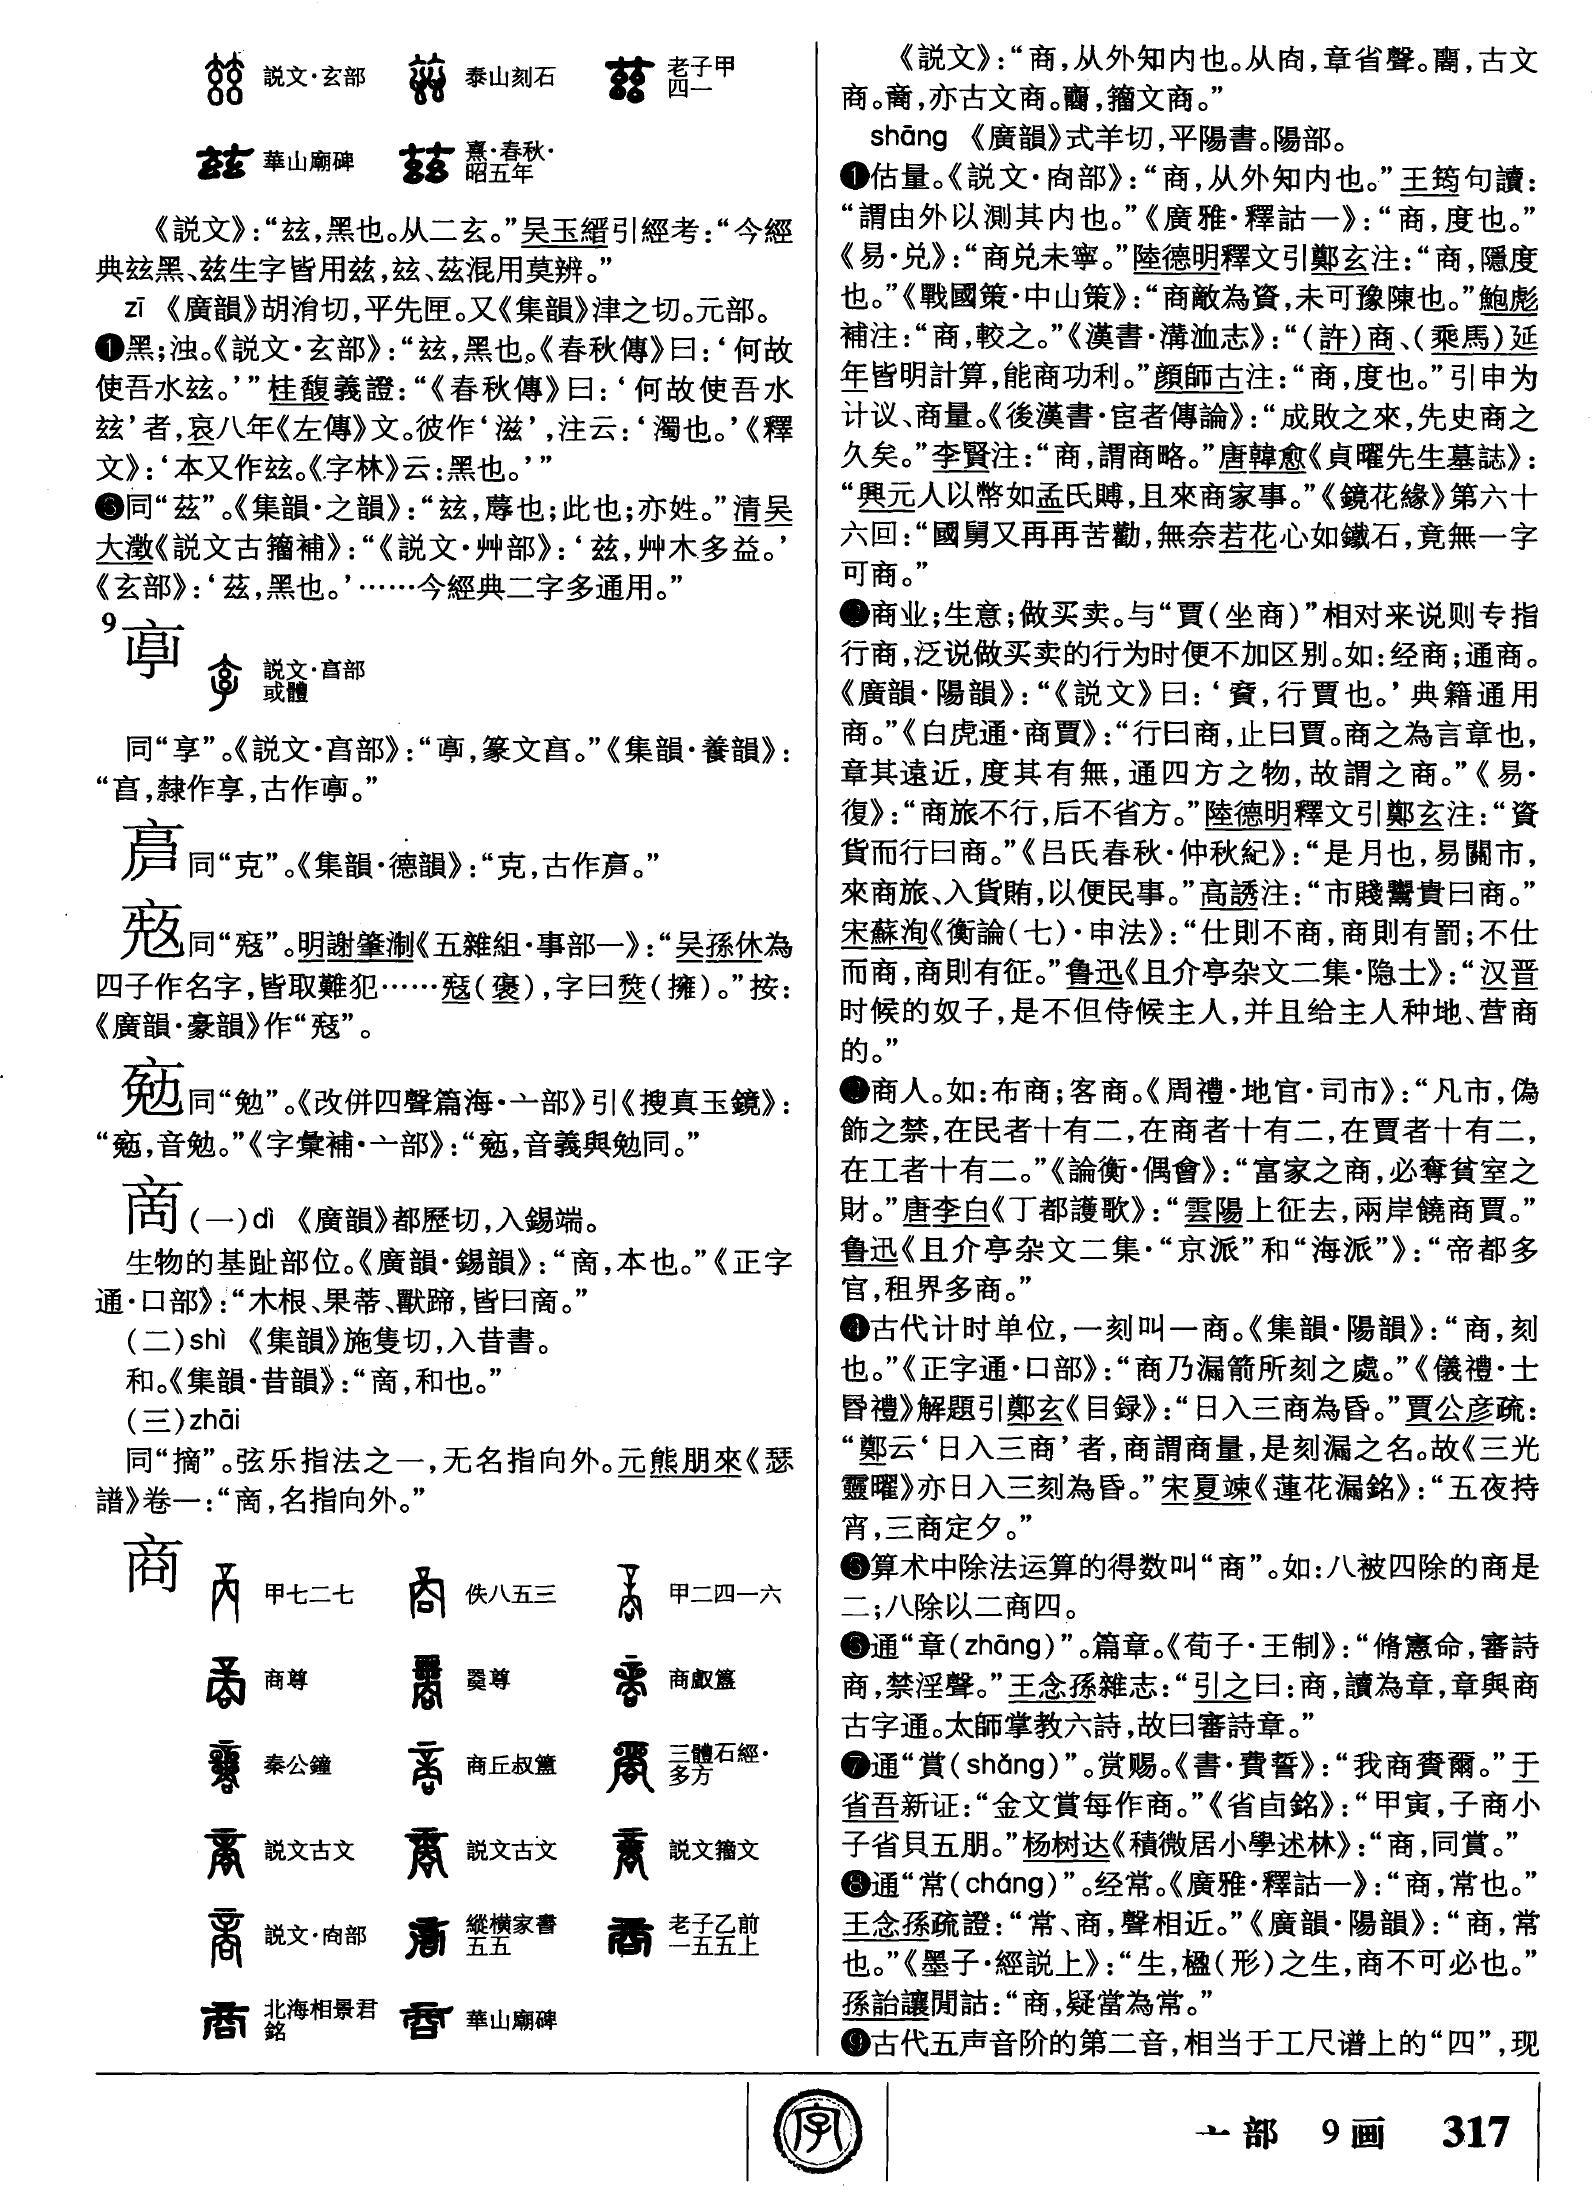 説文·玄部
泰山刻石
老子甲
四一
華山廟碑
熹·春秋·
昭五年
《説文》：“玆，黑也。从二玄。”吴玉搢引經考：“今經
典玆黑、兹生字皆用兹，玆、茲混用莫辨。”
zī 《廣韻》胡涓切，平先匣。又《集韻》津之切。元部。
❶黑；浊。《説文·玄部》：“玆，黑也。《春秋傳》曰：‘何故
使吾水玆。’”桂馥義證：“《春秋傳》曰：‘何故使吾水
玆’者，哀八年《左傳》文。彼作‘滋’，注云：‘濁也。’《釋
文》：‘本又作玆。《字林》云：黑也。’”
同“茲”。《集韻·之韻》：“玆，蓐也；此也；亦姓。”清吴
大澂《説文古籀補》：“《説文·艸部》：‘兹，艸木多益。’
《玄部》：‘茲，黑也。’……今經典二字多通用。”
9
説文·㐭部
或體
同“享”。《説文·亯部》：“亭，篆文亯。”《集韻·養韻》：
“亯，隸作享，古作。”
同“克”。《集韻·德韻》：“克，古作。”
同“”。明謝肇淛《五雜組·事部一》：“吴孫休為
四子作名字，皆取難犯……（褒），字曰㷉（擁）。”按：
《廣韻·豪韻》作“”。
同“勉”。《改併四聲篇海·亠部》引《搜真玉鏡》：
“，音勉。”《字彙補·亠部》：“，音義與勉同。”
啇（一）dì 《廣韻》都歷切，入錫端。
生物的基趾部位。《廣韻·錫韻》：“啇，本也。”《正字
通·口部》：“木根、果蒂、獸蹄，皆曰啇。”
（二）shì 《集韻》施隻切，入昔書。
和。《集韻·昔韻》：“啇，和也。”
（三）zhāi
同“摘”。弦乐指法之一，无名指向外。元熊朋來《瑟
譜》卷一：“啇，名指向外。”
商
甲七二七
佚八五三
甲二四一六
商尊
䙴尊
商㪤簋
秦公鐘
商丘叔簠
三體石經·
多方
説文古文
説文古文
説文籀文
説文·㕯部
縱横家書
五五
老子乙前
一五五上
北海相景君
銘
華山廟碑
《説文》：“商，从外知内也。从㕯，章省聲。，古文
商。，亦古文商。，籀文商。”
shāng 《廣韻》式羊切，平陽書。陽部。
❶估量。《説文·㕯部》：“商，从外知内也。”王筠句讀：
“謂由外以測其内也。”《廣雅·釋詁一》：“商，度也。”
《易·兑》：“商兑未寧。”陸德明釋文引鄭玄注：“商，隱度
也。”《戰國策·中山策》：“商敵為資，未可豫陳也。”鮑彪
補注：“商，較之。”《漢書·溝洫志》：“（許）商、（乘馬）延
年皆明計算，能商功利。”顔師古注：“商，度也。”引申为
计议、商量。《後漢書·宦者傳論》：“成敗之來，先史商之
久矣。”李賢注：“商，謂商略。”唐韓愈《貞曜先生墓誌》：
“興元人以幣如孟氏賻，且來商家事。”《鏡花緣》第六十
六回：“國舅又再再苦勸，無奈若花心如鐵石，竟無一字
可商。”
❷商业；生意；做买卖。与“賈（坐商）”相对来说则专指
行商，泛说做买卖的行为时便不加区别。如：经商；通商。
《廣韻·陽韻》：“《説文》曰：‘𧶜，行賈也。’典籍通用
商。”《白虎通·商賈》：“行曰商，止曰賈。商之為言章也，
章其遠近，度其有無，通四方之物，故謂之商。”《易·
復》：“商旅不行，后不省方。”陸德明釋文引鄭玄注：“資
貨而行曰商。”《吕氏春秋·仲秋紀》：“是月也，易關市，
來商旅、入貨賄，以便民事。”高誘注：“市賤鬻貴曰商。”
宋蘇洵《衡論（七）·申法》：“仕則不商，商則有罰；不仕
而商，商則有征。”鲁迅《且介亭杂文二集·隐士》：“汉晋
时候的奴子，是不但侍候主人，并且给主人种地、营商
的。”
❸商人。如：布商；客商。《周禮·地官·司市》：“凡市，偽
飾之禁，在民者十有二，在商者十有二，在賈者十有二，
在工者十有二。”《論衡·偶會》：“富家之商，必奪貧室之
財。”唐李白《丁都護歌》：“雲陽上征去，兩岸饒商賈。”
鲁迅《且介亭杂文二集·“京派”和“海派”》：“帝都多
官，租界多商。”
❹古代计时单位，一刻叫一商。《集韻·陽韻》：“商，刻
也。”《正字通·口部》：“商乃漏箭所刻之處。”《儀禮·士
昬禮》解題引鄭玄《目録》：“日入三商為昏。”賈公彦疏：
“鄭云‘日入三商’者，商謂商量，是刻漏之名。故《三光
靈曜》亦日入三刻為昏。”宋夏竦《蓮花漏銘》：“五夜持
宵，三商定夕。”
❺算术中除法运算的得数叫“商”。如：八被四除的商是
二；八除以二商四。
❻通“章（zhāng）”。篇章。《荀子·王制》：“脩憲命，審詩
商，禁淫聲。”王念孫雜志：“引之曰：商，讀為章，章與商
古字通。太師掌教六詩，故曰審詩章。”
❼通“賞（shǎng）”。赏赐。《書·費誓》：“我商賚爾。”于
省吾新证：“金文賞每作商。”《省卣銘》：“甲寅，子商小
子省貝五朋。”杨树达《積微居小學述林》：“商，同賞。”
❽通“常（cháng）”。经常。《廣雅·釋詁一》：“商，常也。”
王念孫疏證：“常、商，聲相近。”《廣韻·陽韻》：“商，常
也。”《墨子·經説上》：“生，楹（形）之生，商不可必也。”
孫詒讓閒詁：“商，疑當為常。”
❾古代五声音阶的第二音，相当于工尺谱上的“四”，现
字
亠部 9画 317